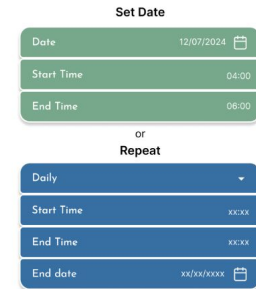 Set Date
Date 12/07/2024
Start Time 04:00
End Time 06:00
or
Repeat
Daily
Start Time xx:xx
End Time xx:xx
End date xx/xx/xxxx